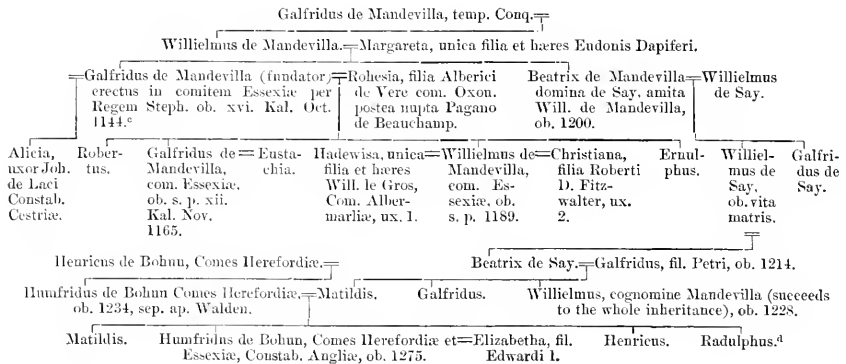 Galfridus de Mandevilla, temp. Conq.
Willielmus de Mandevilla. Margareta, unica filia et hæres Eudonis Dapiferi.
Galfridus de Mandevilla (fundator)
erectus in comitem Essexiæ per
Regem Steph. ob. xvi. Kal. Oct.
1144.c
Rohesia, filia Alberici
de Vere com. Oxon.
postea nupta Pagano
de Beauchamp.
Beatrix de Mandevilla
domina de Say, amita
Will. de Mandevilla,
ob. 1200.
Willielmus
de Say.
Alicia,
uxor Joh.
de Laci
Constab.
Cestriæ.
Rober-
tus.
Galfridus de
Mandevilla,
com. Essexiæ.
ob. s. p. xii.
Kal. Nov.
1165.
Eusta-
chia.
Hadewisa, unica
filia et hæres
Will. le Gros,
Com. Alber-
marliæ, ux. 1.
Willielmus de
Mandevilla,
com. Es-
sexiæ, ob.
s. p. 1189.
Christiana,
filia Roberti
D. Fitz-
walter, ux.
2.
Ernul-
phus.
Williel-
mus de
Say,
ob. vita
matris.
Galfri-
dus de
Say.
Henricus de Bohun, Comes Herefordiæ.
Beatrix de Say. Galfridus, fil. Petri, ob. 1214.
Humfridus de Bohun Comes Herefordiæ.
ob. 1234, sep. ap. Walden.
Matildis.
Galfridus.
Willielmus, cognomine Mandevilla (succeeds
to the whole inheritance), ob. 1228.
Matildis.
Humfridus de Bohun, Comes Herefordiæ et
Essexiæ, Constab. Angliæ, ob. 1275.
Elizabetha, fil.
Edwardi I.
Henricus.
Radulphus.d